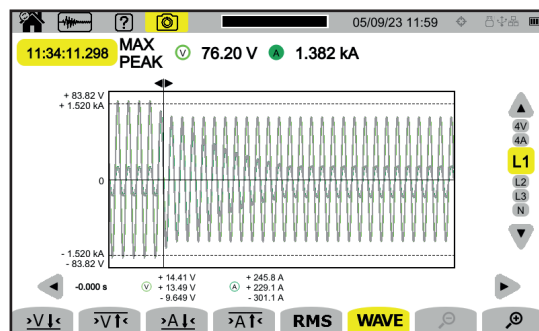 ? 05/09/23 11:59
11:34:11.298 MAX PEAK V 76.20 V A 1.382 kA
+ 83.82 V
+ 1.520 kA
0
- 1.520 kA
- 83.82 V
4V
4A
L1
L2
L3
N
-0.000 s
V
+ 14.41 V
+ 13.49 V
- 9.649 V
A
+ 245.8 A
+ 229.1 A
- 301.1 A
>V↓< >V↑< >A↓< >A↑< RMS WAVE